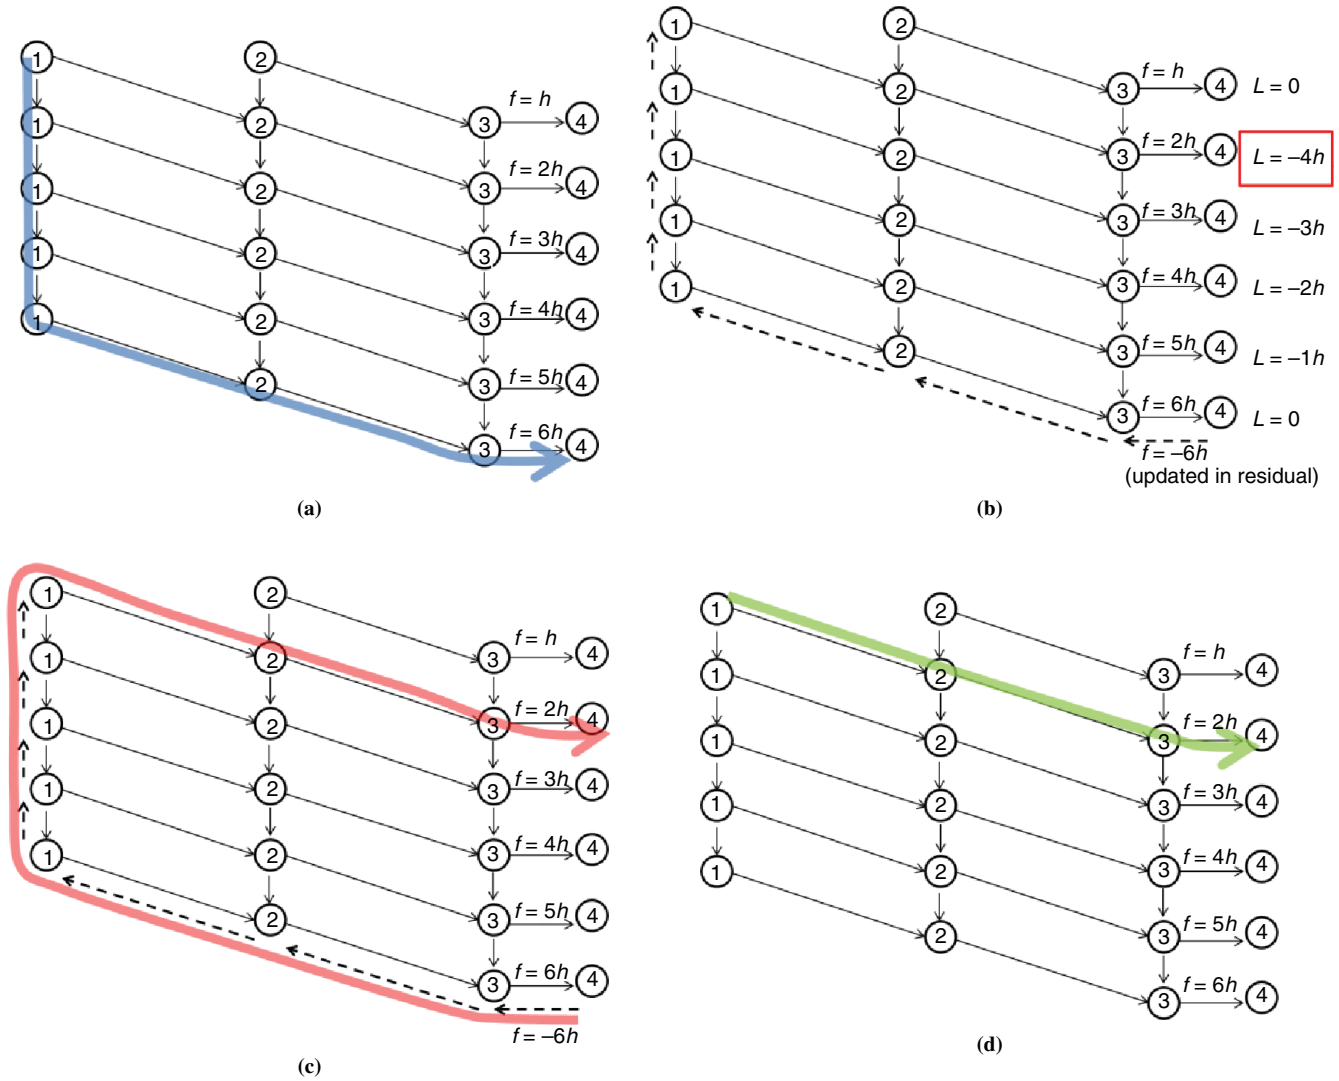 1 2
1 2 3 f = h 4
1 2 3 f = 2h 4
1 2 3 f = 3h 4
1 2 3 f = 4h 4
2 3 f = 5h 4
3 f = 6h 4
(a)
1 2
1 2 3 f = h 4 L = 0
1 2 3 f = 2h 4 L = –4h
1 2 3 f = 3h 4 L = –3h
1 2 3 f = 4h 4 L = –2h
2 3 f = 5h 4 L = –1h
3 f = 6h 4 L = 0
f = –6h
(updated in residual)
(b)
1 2
1 2 3 f = h 4
1 2 3 f = 2h 4
1 2 3 f = 3h 4
1 2 3 f = 4h 4
2 3 f = 5h 4
3 f = 6h 4
f = –6h
(c)
1 2
1 2 3 f = h 4
1 2 3 f = 2h 4
1 2 3 f = 3h 4
1 2 3 f = 4h 4
2 3 f = 5h 4
3 f = 6h 4
(d)